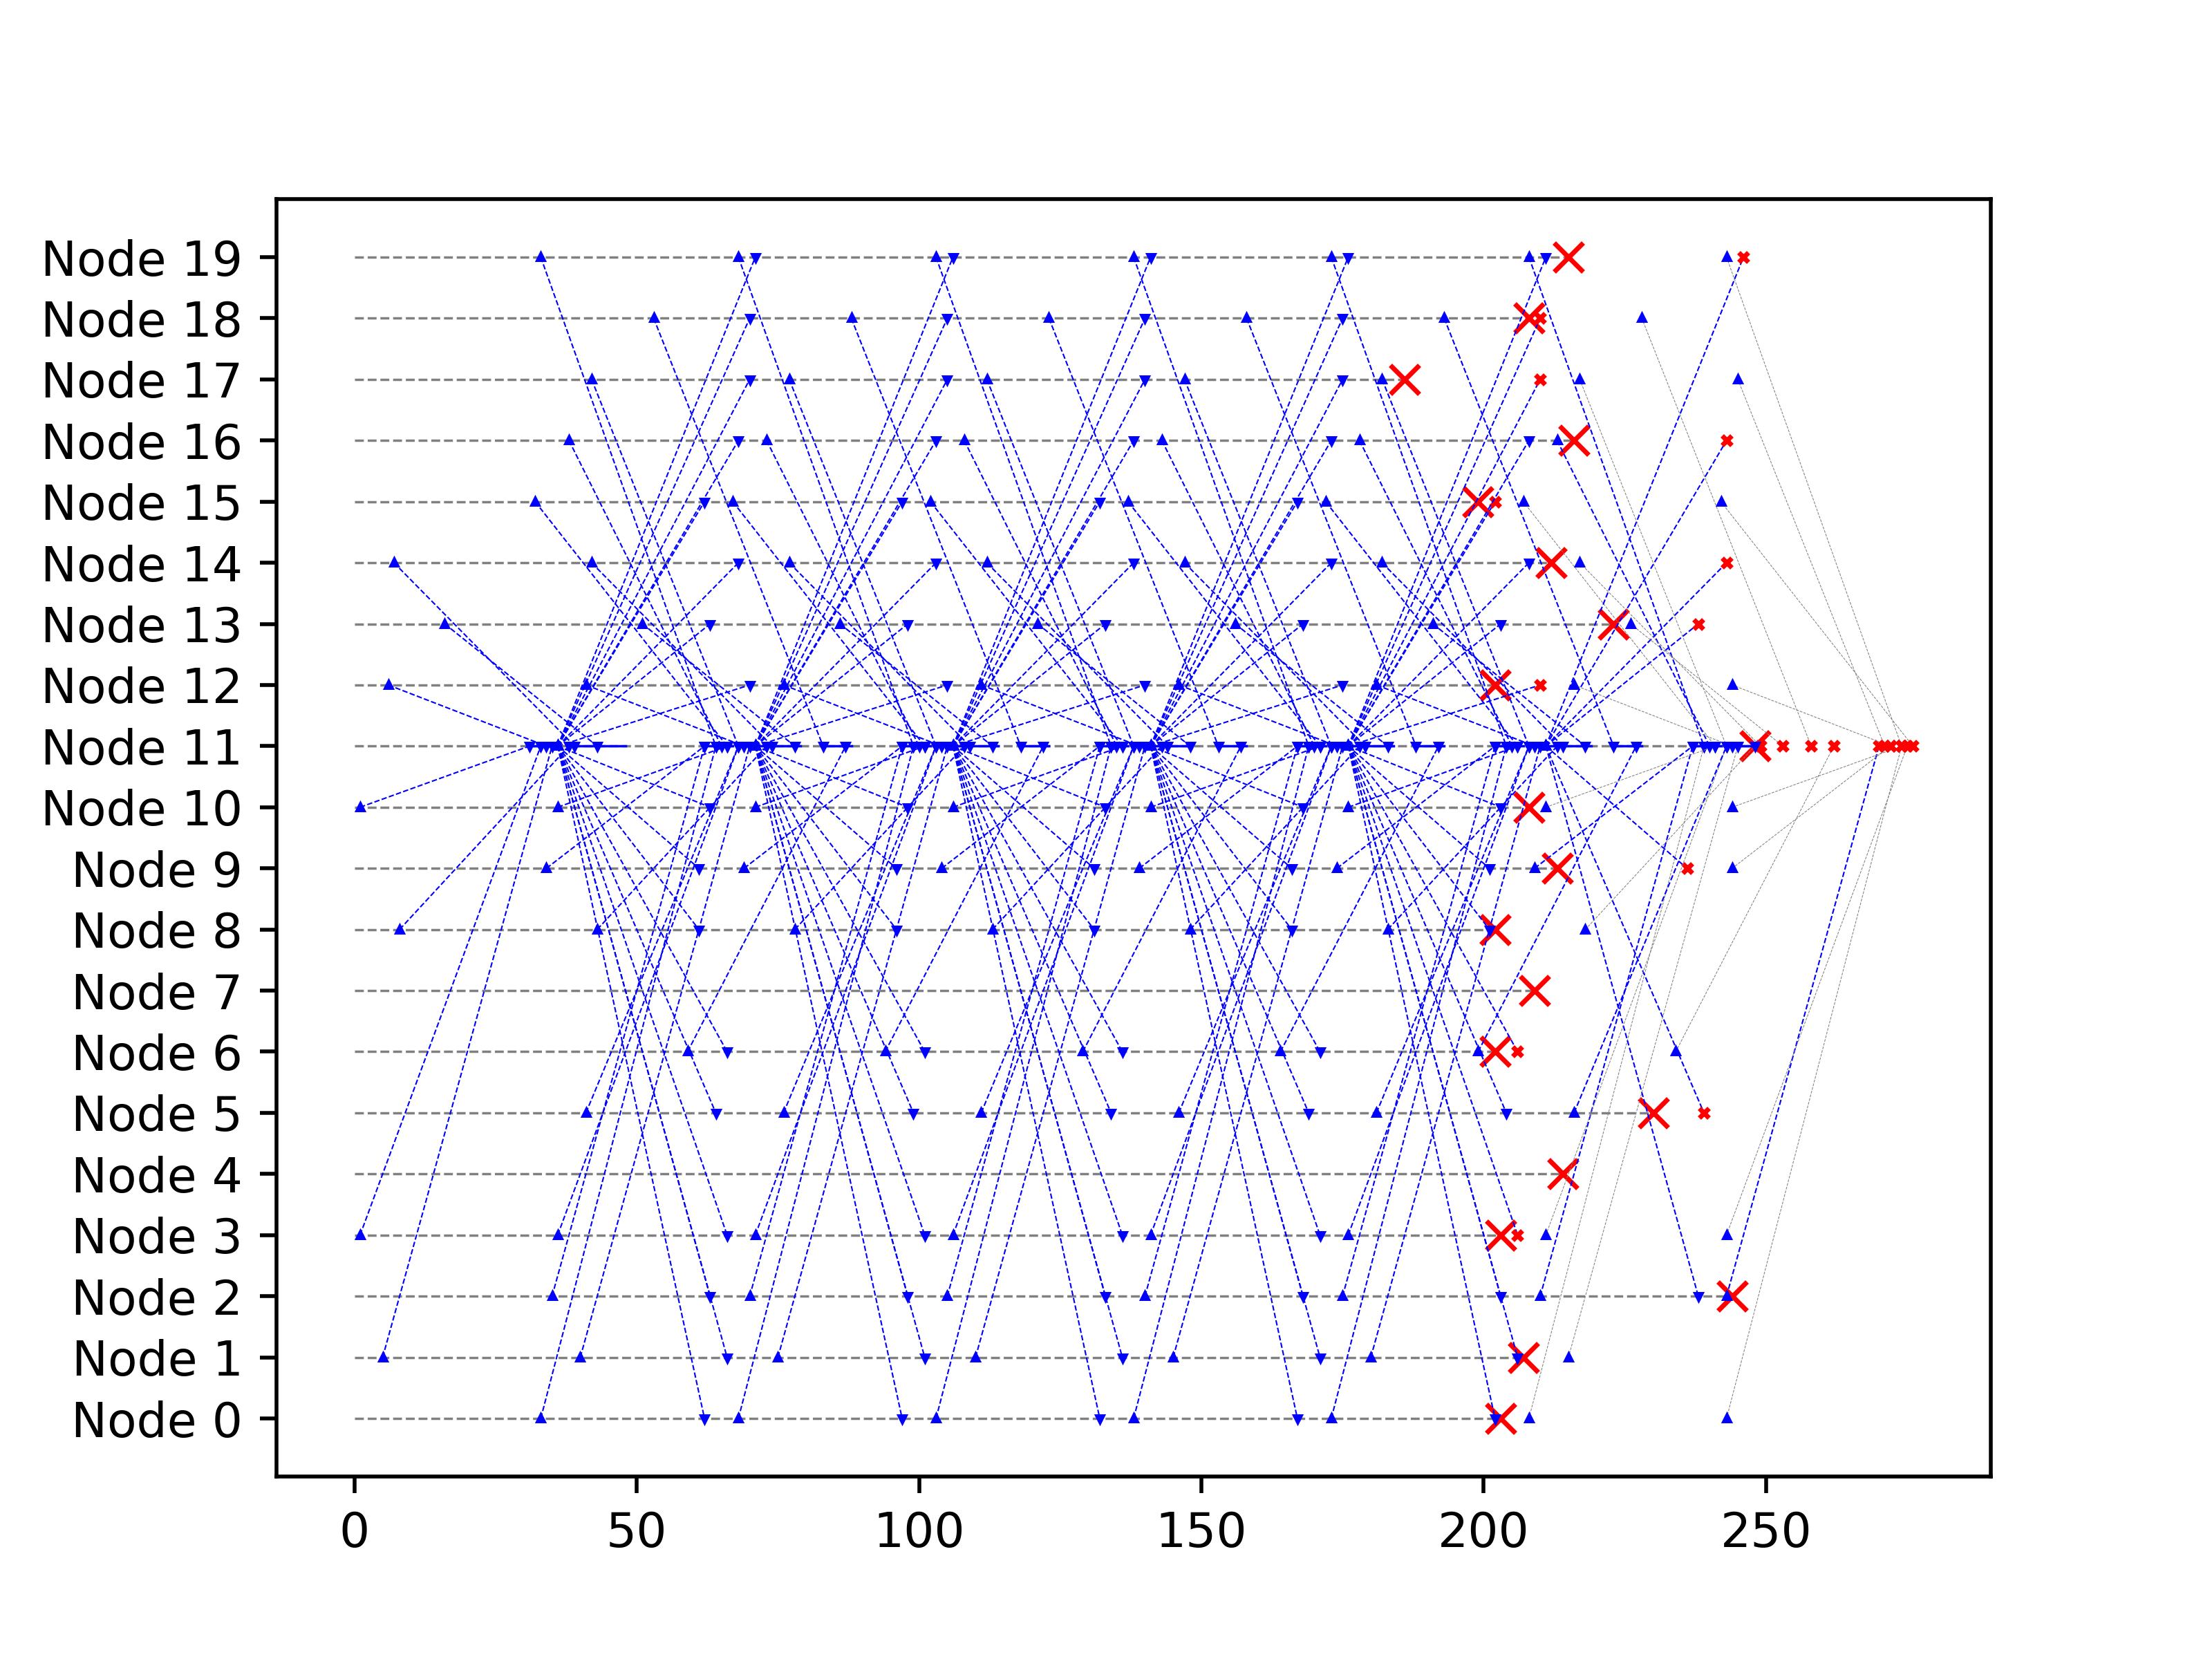 Node 19
Node 18
Node 17
Node 16
Node 15
Node 14
Node 13
Node 12
Node 11
Node 10
Node 9
Node 8
Node 7
Node 6
Node 5
Node 4
Node 3
Node 2
Node 1
Node 0
0 50 100 150 200 250